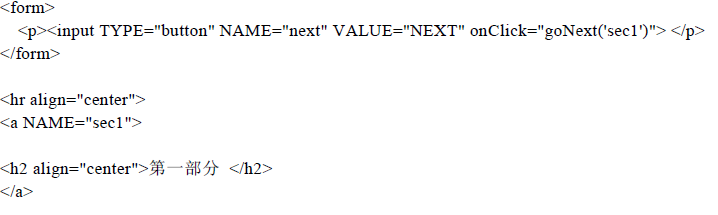 <form>
<p><input TYPE="button" NAME="next" VALUE="NEXT" onClick="goNext('sec1')"> </p>
</form>
<hr align="center">
<a NAME="sec1">
<h2 align="center">第一部分 </h2>
</a>